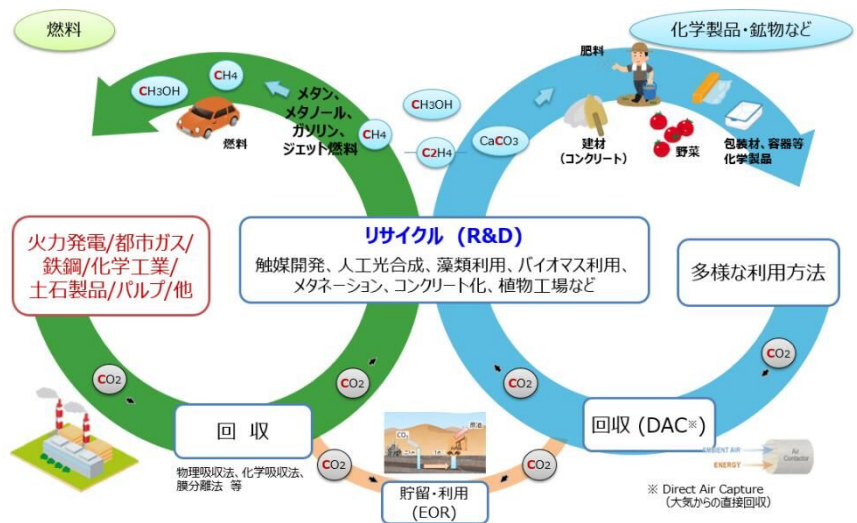 燃料
化学製品・鉱物など
肥料
CH3OH
CH4
メタン、
メタノール、
ガソリン、
ジェット燃料
燃料
CH4
CH3OH
C2H4
CaCO3
建材
(コンクリート)
野菜
包装材、容器等
化学製品
火力発電/都市ガス/
鉄鋼/化学工業/
土石製品/パルプ/他
リサイクル (R&D)
触媒開発、人工光合成、藻類利用、バイオマス利用、
メタネーション、コンクリート化、植物工場など
多様な利用方法
CO2
CO2
CO2
CO2
回 収
物理吸収法、化学吸収法、
膜分離法 等
CO2
CO2
原油
CO2
貯留・利用
(EOR)
回収 (DAC※)
AMBIENT AIR
ENERGY
Air
Contactor
※ Direct Air Capture
(大気からの直接回収)